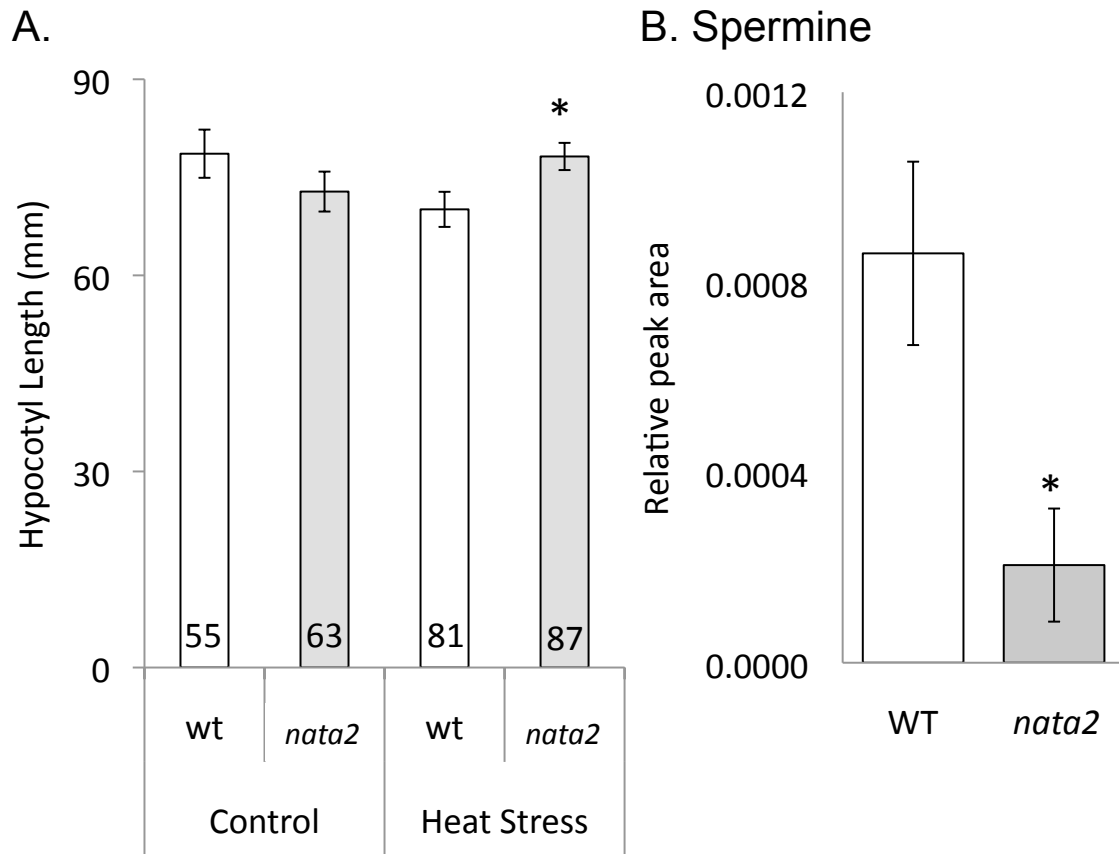 A.
Hypocotyl Length (mm)
90
60
30
0
*
55
63
81
87
wt
nata2
wt
nata2
Control
Heat Stress
B. Spermine
Relative peak area
0.0012
0.0008
0.0004
0.0000
*
WT
nata2